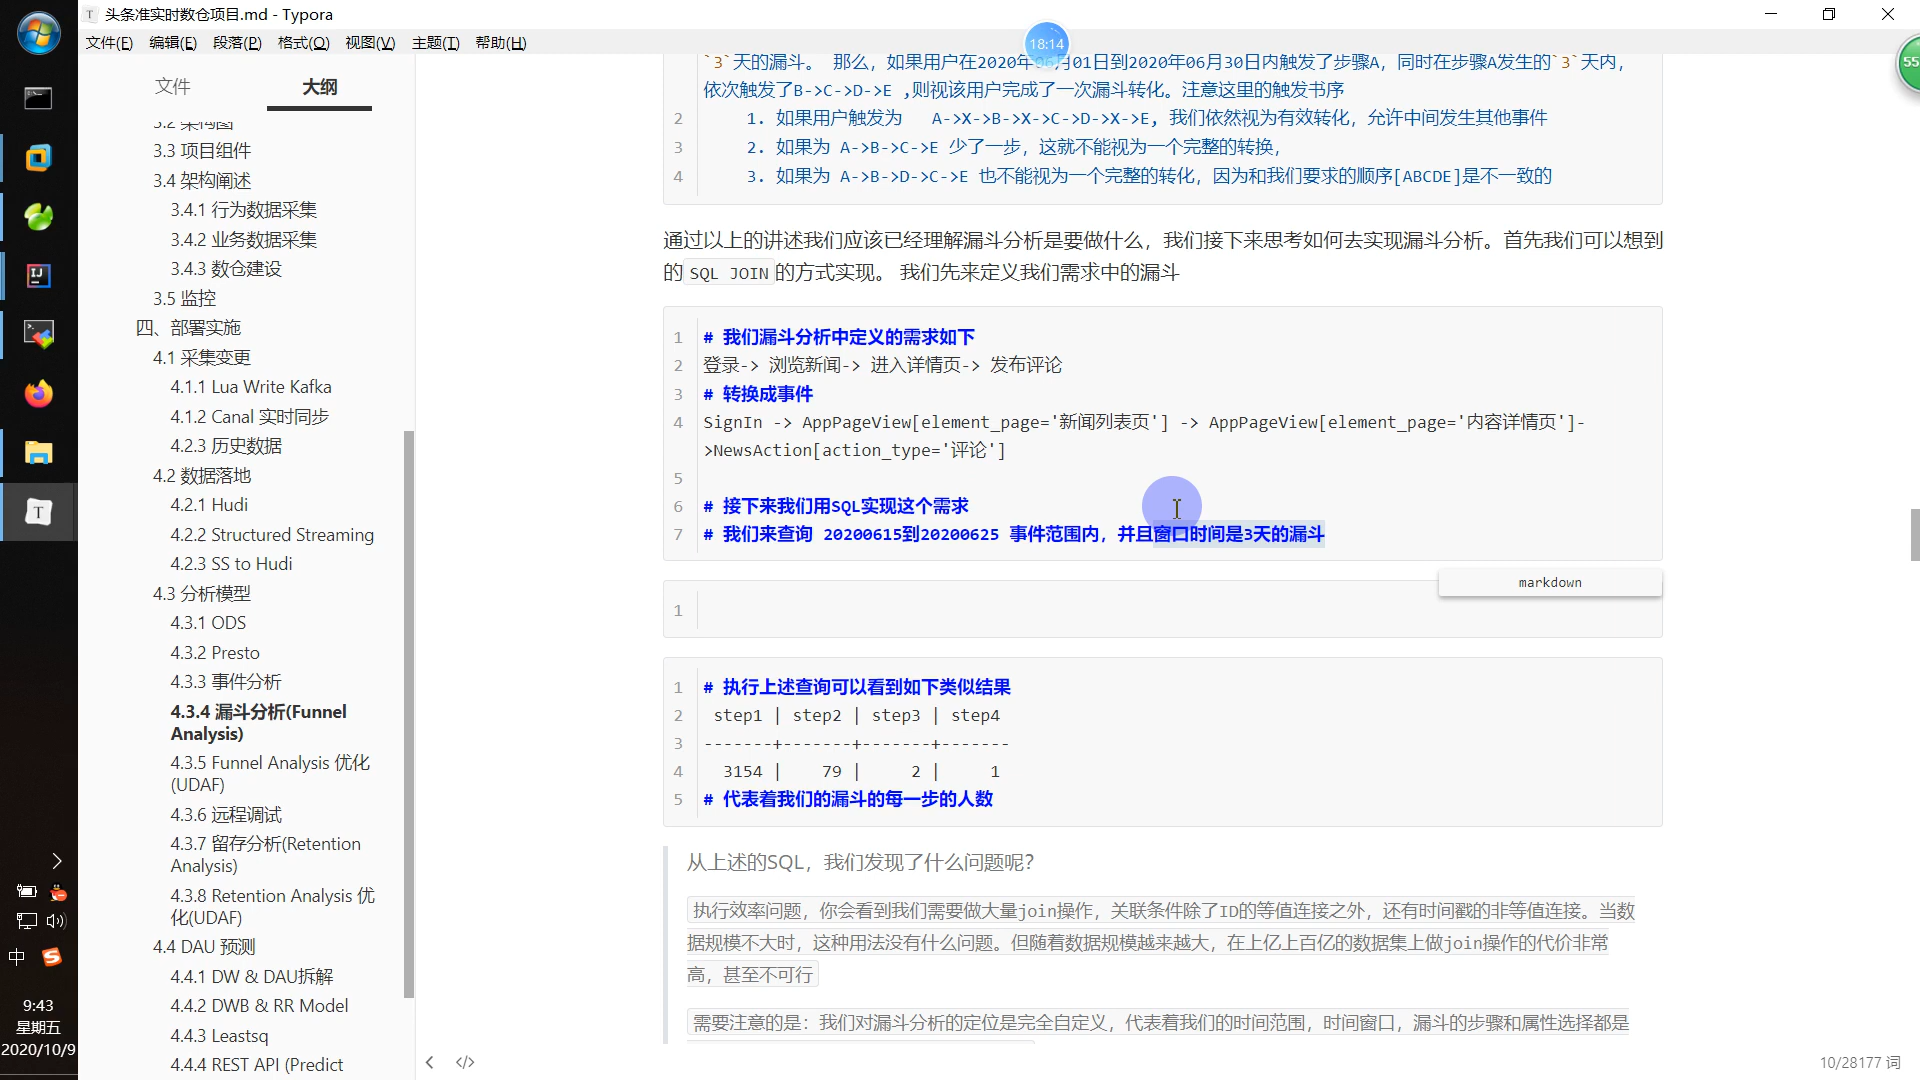 头条准实时数仓项目.md - Typora
文件(F) 编辑(E) 段落(P) 格式(O) 视图(V) 主题(T) 帮助(H)
18:14
55
文件 大纲
3.2 架构图
3.3 项目组件
3.4 架构阐述
3.4.1 行为数据采集
3.4.2 业务数据采集
3.4.3 数仓建设
3.5 监控
四、部署实施
4.1 采集变更
4.1.1 Lua Write Kafka
4.1.2 Canal 实时同步
4.2.3 历史数据
4.2 数据落地
4.2.1 Hudi
4.2.2 Structured Streaming
4.2.3 SS to Hudi
4.3 分析模型
4.3.1 ODS
4.3.2 Presto
4.3.3 事件分析
4.3.4 漏斗分析(Funnel
Analysis)
4.3.5 Funnel Analysis 优化
(UDAF)
4.3.6 远程调试
4.3.7 留存分析(Retention
Analysis)
4.3.8 Retention Analysis 优
化(UDAF)
4.4 DAU 预测
4.4.1 DW & DAU拆解
4.4.2 DWB & RR Model
4.4.3 Leastsq
4.4.4 REST API (Predict
`3`天的漏斗。 那么，如果用户在2020年06月01日到2020年06月30日内触发了步骤A，同时在步骤A发生的`3`天内，
依次触发了B->C->D->E ,则视该用户完成了一次漏斗转化。注意这里的触发书序
2 1. 如果用户触发为 A->X->B->X->C->D->X->E，我们依然视为有效转化，允许中间发生其他事件
3 2. 如果为 A->B->C->E 少了一步，这就不能视为一个完整的转换，
4 3. 如果为 A->B->D->C->E 也不能视为一个完整的转化，因为和我们要求的顺序[ABCDE]是不一致的
通过以上的讲述我们应该已经理解漏斗分析是要做什么，我们接下来思考如何去实现漏斗分析。首先我们可以想到
的 SQL JOIN 的方式实现。 我们先来定义我们需求中的漏斗
1 # 我们漏斗分析中定义的需求如下
2 登录-> 浏览新闻-> 进入详情页-> 发布评论
3 # 转换成事件
4 SignIn -> AppPageView[element_page='新闻列表页'] -> AppPageView[element_page='内容详情页']-
>NewsAction[action_type='评论']
5
6 # 接下来我们用SQL实现这个需求
7 # 我们来查询 20200615到20200625 事件范围内，并且窗口时间是3天的漏斗
markdown
1
1 # 执行上述查询可以看到如下类似结果
2 step1 | step2 | step3 | step4
3 -------+-------+-------+-------
4 3154 | 79 | 2 | 1
5 # 代表着我们的漏斗的每一步的人数
从上述的SQL，我们发现了什么问题呢？
执行效率问题，你会看到我们需要做大量join操作，关联条件除了ID的等值连接之外，还有时间戳的非等值连接。当数
据规模不大时，这种用法没有什么问题。但随着数据规模越来越大，在上亿上百亿的数据集上做join操作的代价非常
高，甚至不可行
需要注意的是：我们对漏斗分析的定位是完全自定义，代表着我们的时间范围，时间窗口，漏斗的步骤和属性选择都是
10/28177 词
中
9:43
星期五
2020/10/9